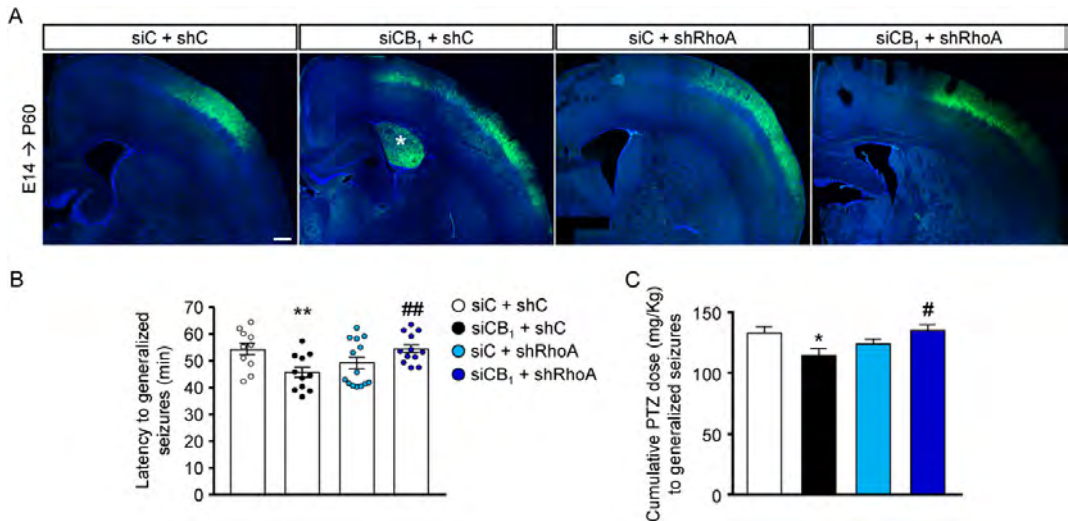 A
siC + shC
siCB₁ + shC
siC + shRhoA
siCB₁ + shRhoA
E14 → P60
*
B
Latency to generalized
seizures (min)
70
60
50
40
30
20
10
0
**
##
siC + shC
siCB₁ + shC
siC + shRhoA
siCB₁ + shRhoA
C
Cumulative PTZ dose (mg/Kg)
to generalized seizures
150
100
50
0
*
#